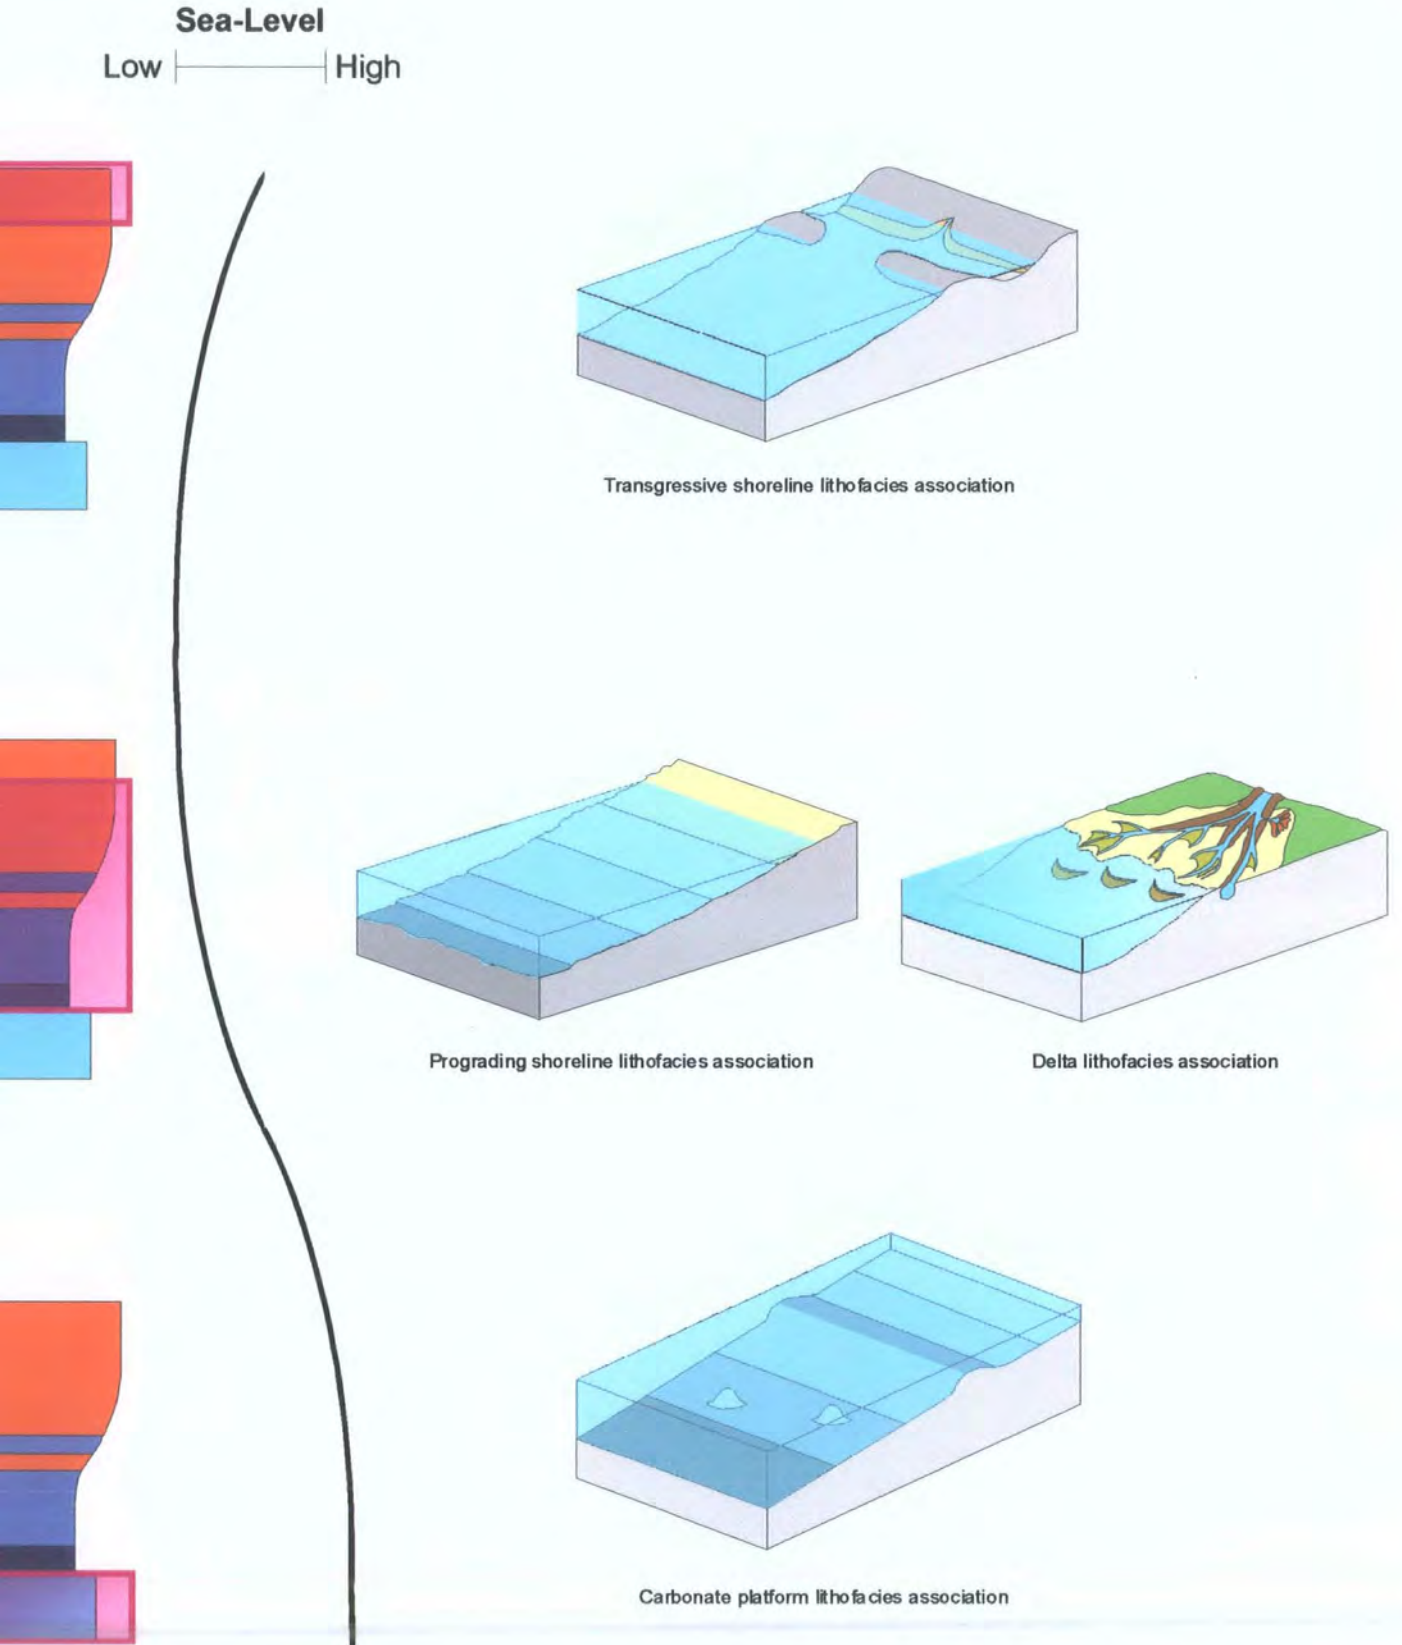 Sea-Level
Low High
Transgressive shoreline lithofacies association
Prograding shoreline lithofacies association
Delta lithofacies association
Carbonate platform lithofacies association